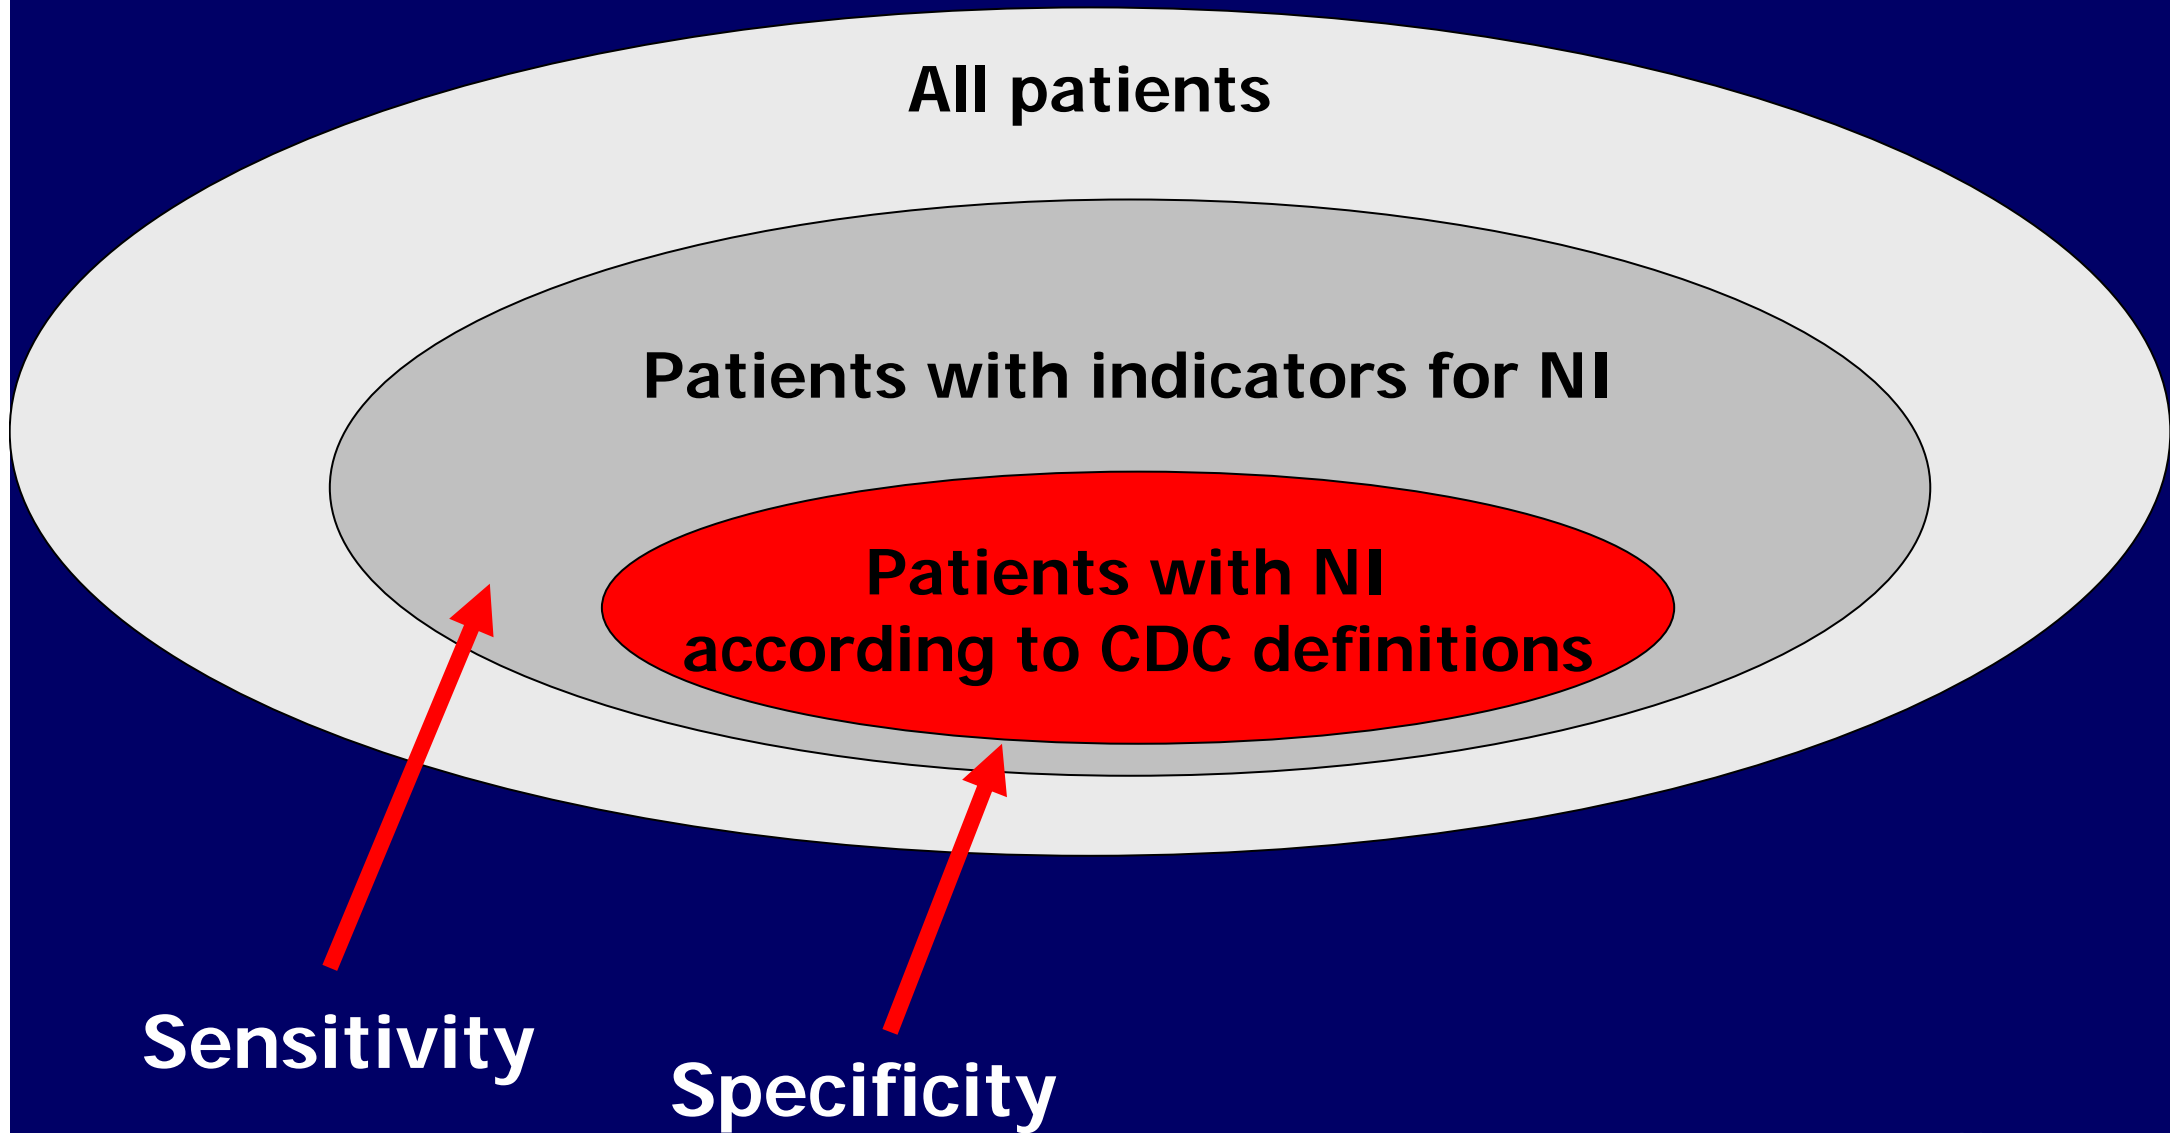 All patients
Patients with indicators for NI
Patients with NI
according to CDC definitions
Sensitivity
Specificity